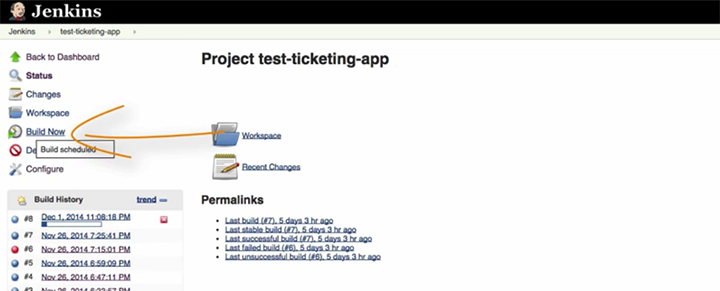 Jenkins
Jenkins › test-ticketing-app ›
Back to Dashboard
Status
Changes
Workspace
Build Now
De
Build scheduled
Configure
Project test-ticketing-app
Workspace
Recent Changes
Permalinks
Last build (#7), 5 days 3 hr ago
Last stable build (#7), 5 days 3 hr ago
Last successful build (#7), 5 days 3 hr ago
Last failed build (#6), 5 days 3 hr ago
Last unsuccessful build (#6), 5 days 3 hr ago
Build History trend
#8 Dec 1, 2014 11:08:18 PM
#7 Nov 26, 2014 7:25:41 PM
#6 Nov 26, 2014 7:15:01 PM
#5 Nov 26, 2014 6:59:09 PM
#4 Nov 26, 2014 6:47:11 PM